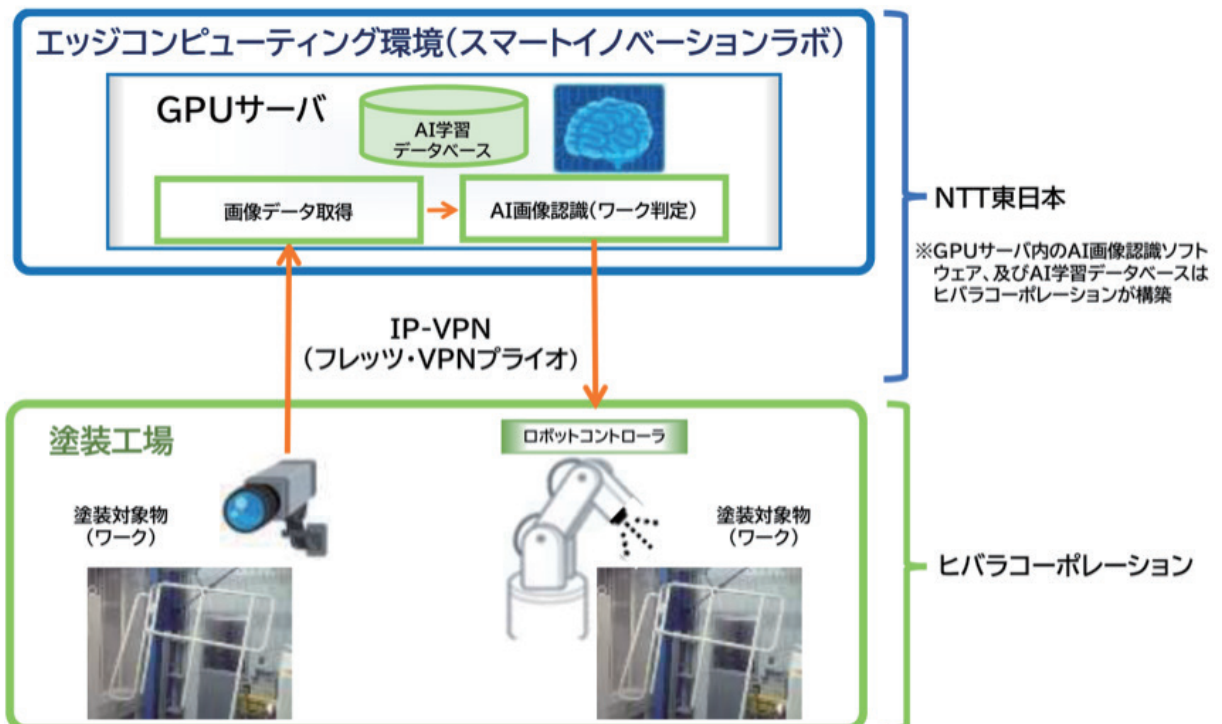 エッジコンピューティング環境(スマートイノベーションラボ)
GPUサーバ
AI学習
データベース
画像データ取得
AI画像認識(ワーク判定)
NTT東日本
※GPUサーバ内のAI画像認識ソフト
ウェア、及びAI学習データベースは
ヒバラコーポレーションが構築
IP-VPN
(フレッツ・VPNプライオ)
塗装工場
ロボットコントローラ
塗装対象物
(ワーク)
塗装対象物
(ワーク)
ヒバラコーポレーション